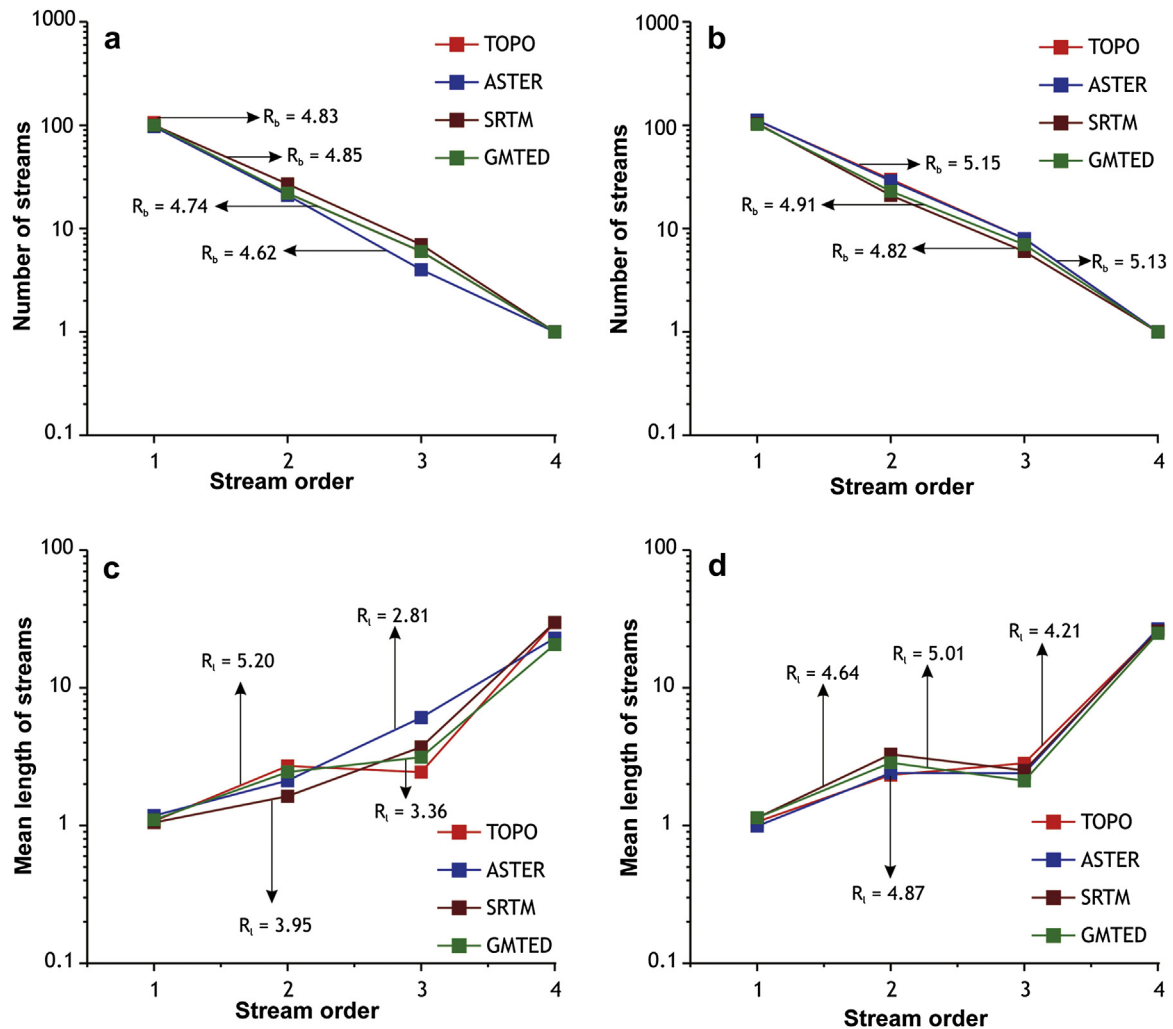 a
Number of streams
1000
100
10
1
0.1
TOPO
ASTER
SRTM
GMTED
R_b = 4.83
R_b = 4.85
R_b = 4.74
R_b = 4.62
1 2 3 4
Stream order
b
Number of streams
1000
100
10
1
0.1
TOPO
ASTER
SRTM
GMTED
R_b = 5.15
R_b = 4.91
R_b = 4.82
R_b = 5.13
1 2 3 4
Stream order
c
Mean length of streams
100
10
1
0.1
R_l = 2.81
R_l = 5.20
R_l = 3.36
R_l = 3.95
TOPO
ASTER
SRTM
GMTED
1 2 3 4
Stream order
d
Mean length of streams
100
10
1
0.1
R_l = 4.21
R_l = 5.01
R_l = 4.64
R_l = 4.87
TOPO
ASTER
SRTM
GMTED
1 2 3 4
Stream order